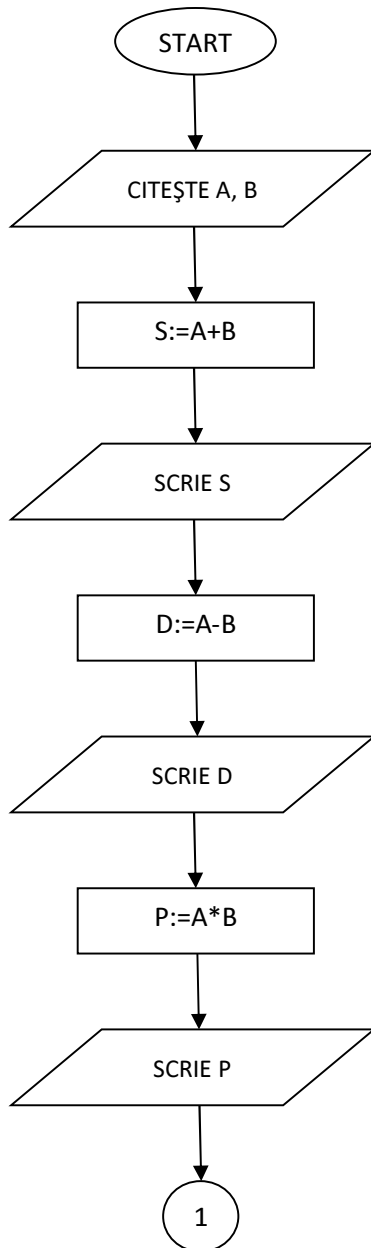 START
CITEŞTE A, B
S:=A+B
SCRIE S
D:=A-B
SCRIE D
P:=A*B
SCRIE P
1